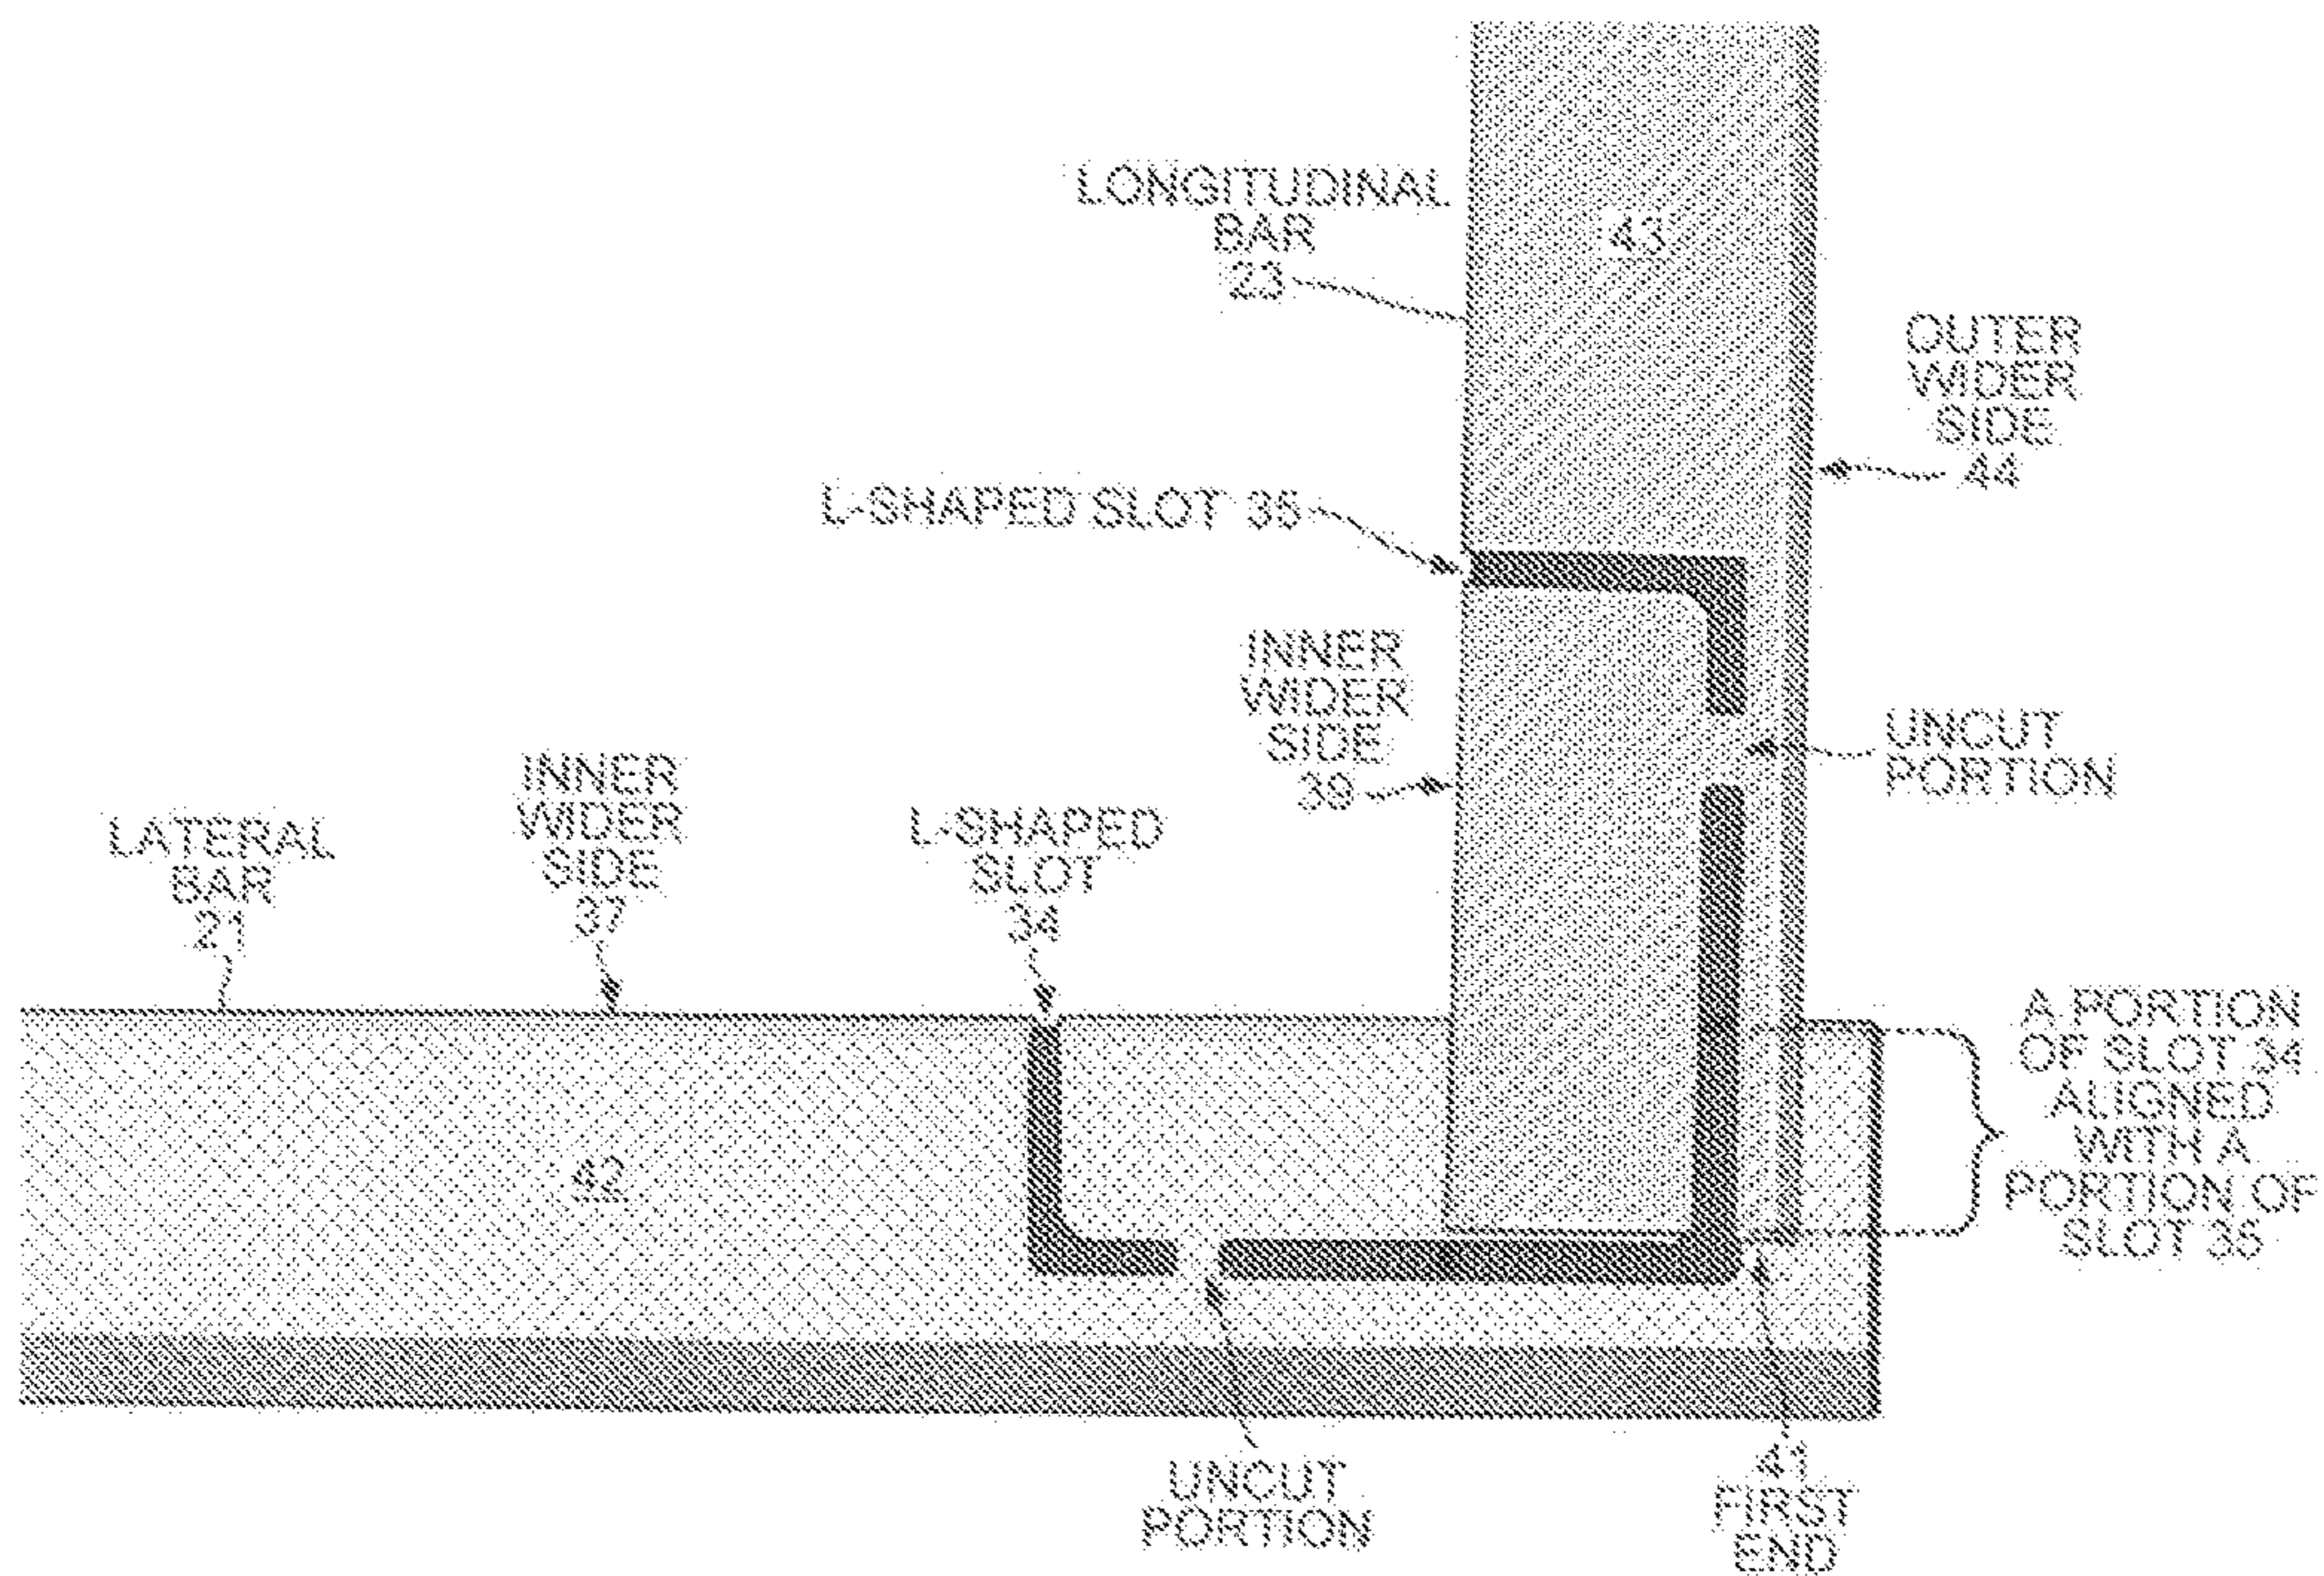 LONGITUDINAL
BAR
23
43
OUTER
WIDER
SIDE
44
L-SHAPED SLOT 35
INNER
WIDER
SIDE
39
UNCUT
PORTION
LATERAL
BAR
21
INNER
WIDER
SIDE
37
L-SHAPED
SLOT
34
A PORTION
OF SLOT 34
ALIGNED
WITH A
PORTION OF
SLOT 35
42
UNCUT
PORTION
41
FIRST
END